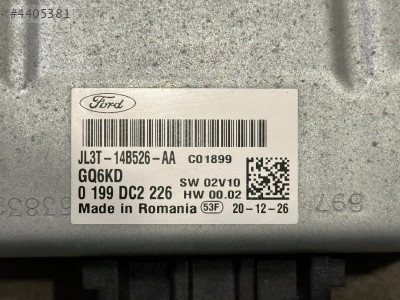 #4405381
Ford
JL3T-14B526-AA C01899
GQ6KD
0 199 DC2 226
SW 02V10
HW 00.02
Made in Romania 53F 20-12-26